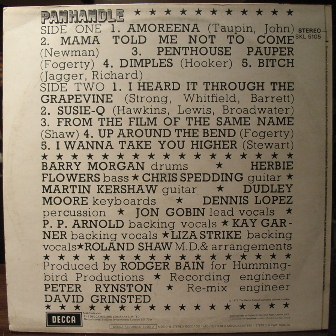 PANHANDLE
SIDE ONE 1. AMOREENA (Taupin, John)
STEREO
2. MAMA TOLD ME NOT TO COME
SKL 5105
(Newman) 3. PENTHOUSE PAUPER
(Fogerty) 4. DIMPLES (Hooker) 5. BITCH
(Jagger, Richard)
SIDE TWO 1. I HEARD IT THROUGH THE
GRAPEVINE (Strong, Whitfield, Barrett)
2. SUSIE-Q (Hawkins, Lewis, Broadwater)
3. FROM THE FILM OF THE SAME NAME
(Shaw) 4. UP AROUND THE BEND (Fogerty)
5. I WANNA TAKE YOU HIGHER (Stewart)
BARRY MORGAN drums ★ HERBIE
FLOWERS bass ★ CHRIS SPEDDING guitar ★
MARTIN KERSHAW guitar ★ DUDLEY
MOORE keyboards ★ DENNIS LOPEZ
percussion ★ JON GOBIN lead vocals ★
P. P. ARNOLD backing vocals ★ KAY GAR-
NER backing vocals ★ LIZA STRIKE backing
vocals ★ ROLAND SHAW M.D. & arrangements
Produced by RODGER BAIN for Humming-
bird Productions ★ Recording engineer
PETER RYNSTON ★ Re-mix engineer
DAVID GRINSTED
DECCA